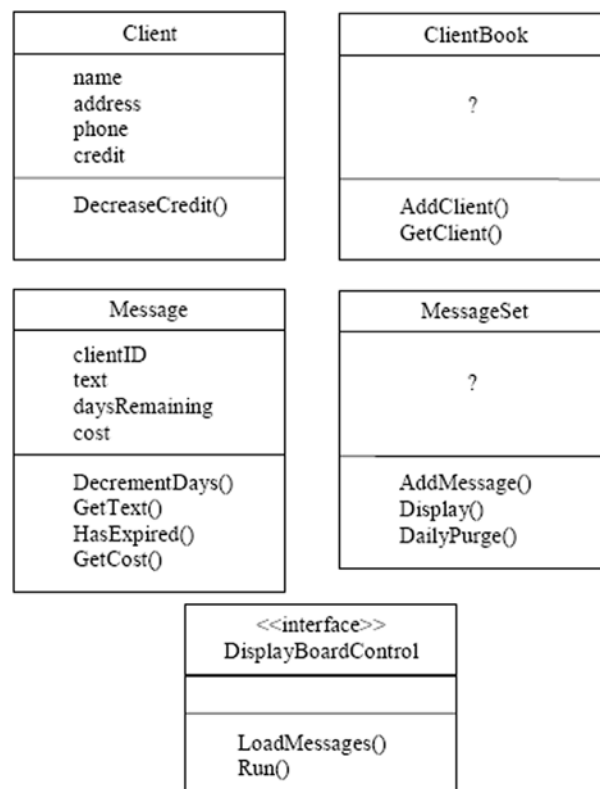 Client
name
address
phone
credit
DecreaseCredit()
ClientBook
?
AddClient()
GetClient()
Message
clientID
text
daysRemaining
cost
DecrementDays()
GetText()
HasExpired()
GetCost()
MessageSet
?
AddMessage()
Display()
DailyPurge()
<<interface>>
DisplayBoardControl
LoadMessages()
Run()